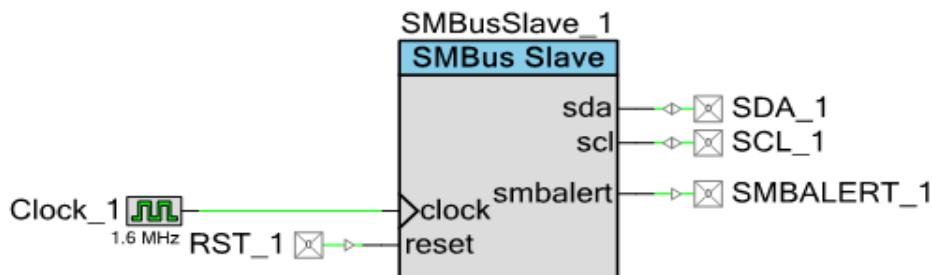 SMBusSlave_1
SMBus Slave
sda SDA_1
scl SCL_1
smbalert SMBALERT_1
Clock_1 clock
1.6 MHz
RST_1 reset